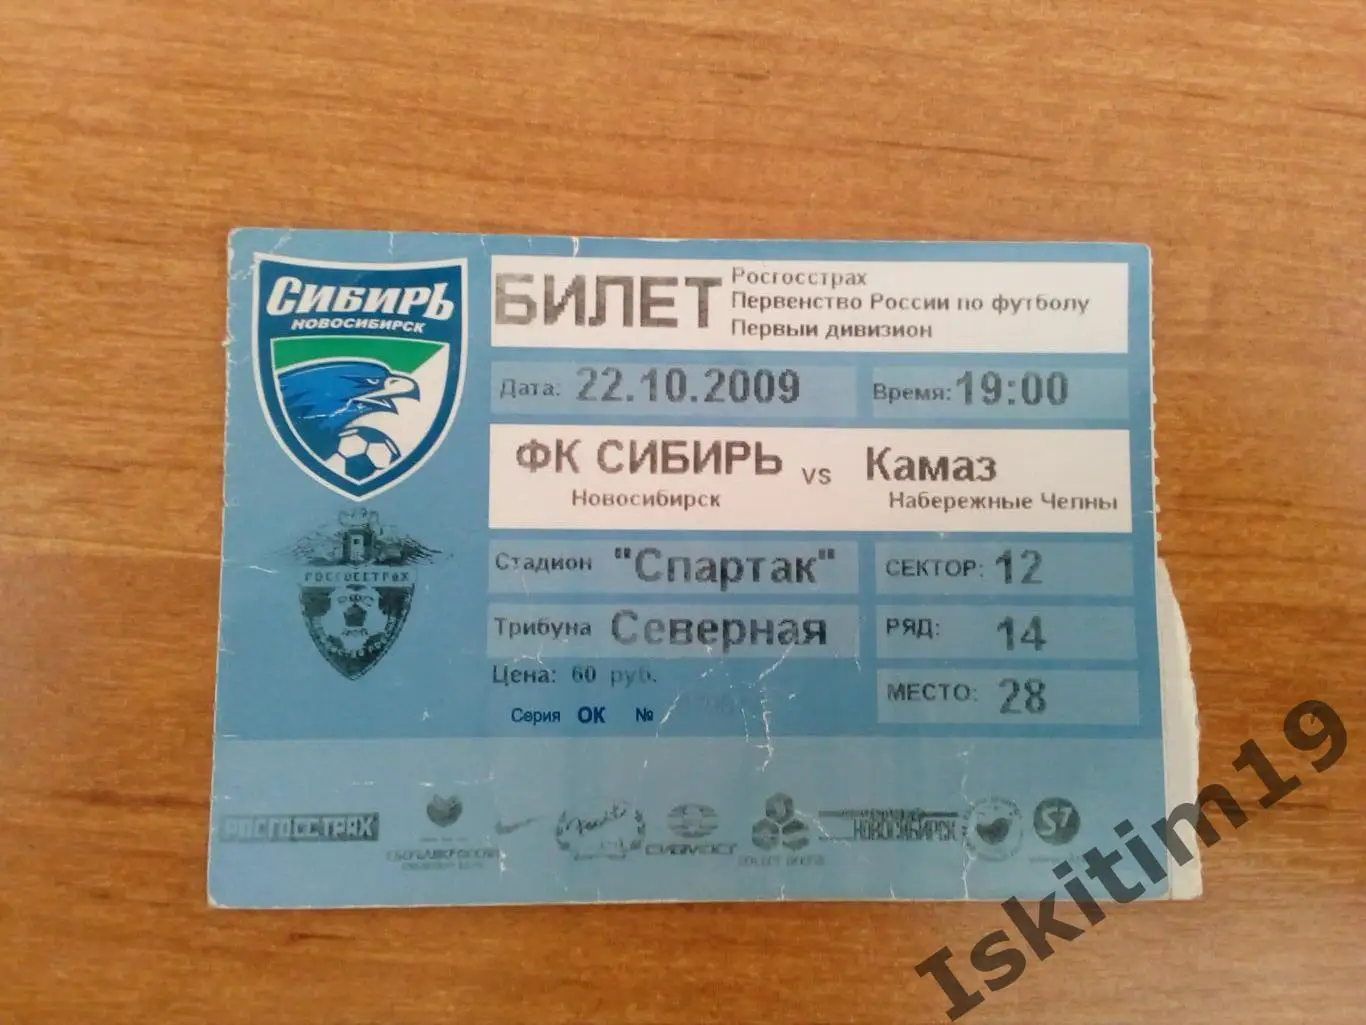 СИБИРЬ
НОВОСИБИРСК
БИЛЕТ
Росгосстрах
Первенство России по футболу
Первый дивизион
Дата: 22.10.2009
Время: 19:00
ФК СИБИРЬ vs Камаз
Новосибирск
Набережные Челны
Стадион "Спартак"
СЕКТОР: 12
Трибуна Северная
РЯД: 14
Цена: 60 руб.
МЕСТО: 28
Серия ОК №
РОСГОССТРАХ
РОСГОССТРАХ
НОВОСИБИРСК
S7
Iskitim19